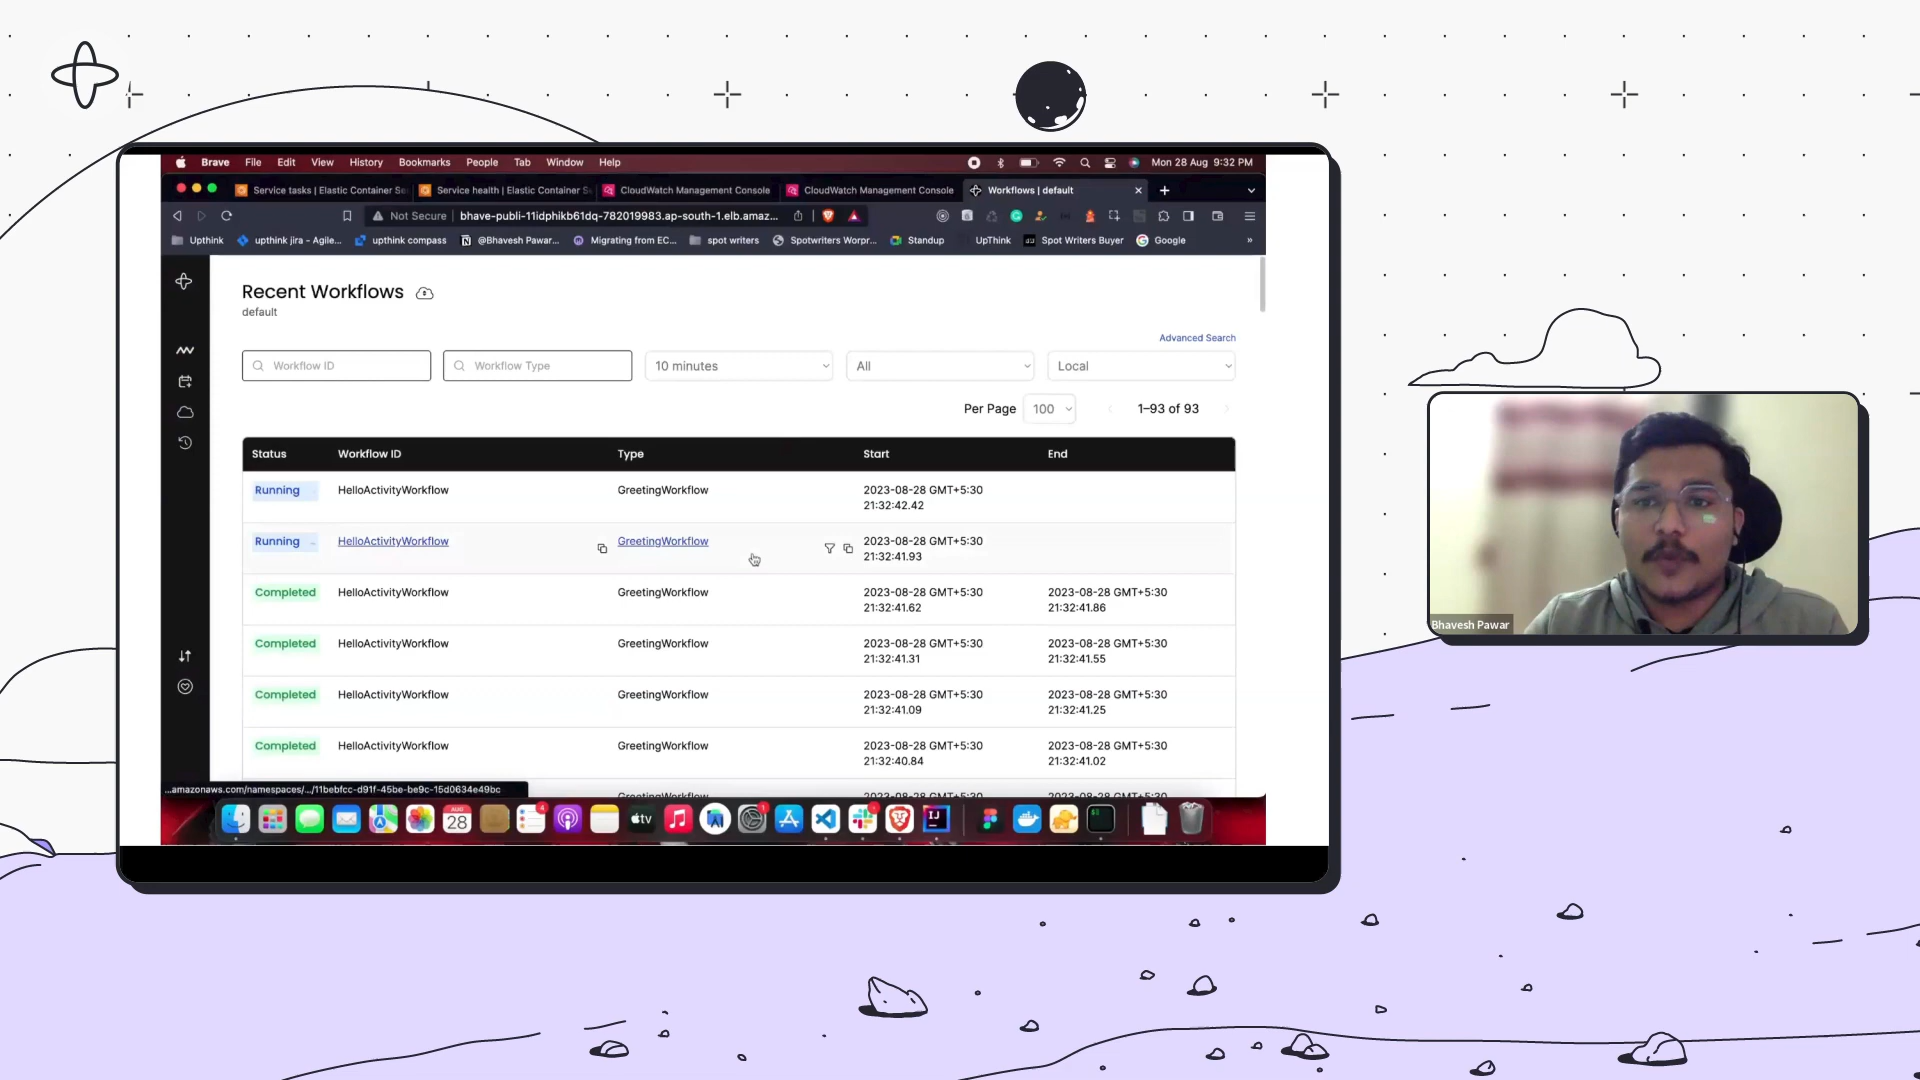 Brave File Edit View History Bookmarks People Tab Window Help Mon 28 Aug 9:32 PM
Service tasks | Elastic Container Se Service health | Elastic Container S CloudWatch Management Console CloudWatch Management Console Workflows | default
Not Secure bhave-publi-11idphikb61dq-782019983.ap-south-1.elb.amaz...
Upthink upthink jira - Agile... upthink compass @Bhavesh Pawar... Migrating from EC... spot writers Spotwriters Worpr... Standup UpThink Spot Writers Buyer Google »
Recent Workflows
default
Advanced Search
Workflow ID Workflow Type 10 minutes All Local
Per Page 100 1–93 of 93
Status Workflow ID Type Start End
Running HelloActivityWorkflow GreetingWorkflow 2023-08-28 GMT+5:30
21:32:42.42
Running HelloActivityWorkflow GreetingWorkflow 2023-08-28 GMT+5:30
21:32:41.93
Completed HelloActivityWorkflow GreetingWorkflow 2023-08-28 GMT+5:30 2023-08-28 GMT+5:30
21:32:41.62 21:32:41.86
Completed HelloActivityWorkflow GreetingWorkflow 2023-08-28 GMT+5:30 2023-08-28 GMT+5:30
21:32:41.31 21:32:41.55
Completed HelloActivityWorkflow GreetingWorkflow 2023-08-28 GMT+5:30 2023-08-28 GMT+5:30
21:32:41.09 21:32:41.25
Completed HelloActivityWorkflow GreetingWorkflow 2023-08-28 GMT+5:30 2023-08-28 GMT+5:30
21:32:40.84 21:32:41.02
...amazonaws.com/namespaces/.../11bebfcc-d91f-45be-be9c-15d0634e49bc
AUG
28
4
tv
1
IJ
Bhavesh Pawar